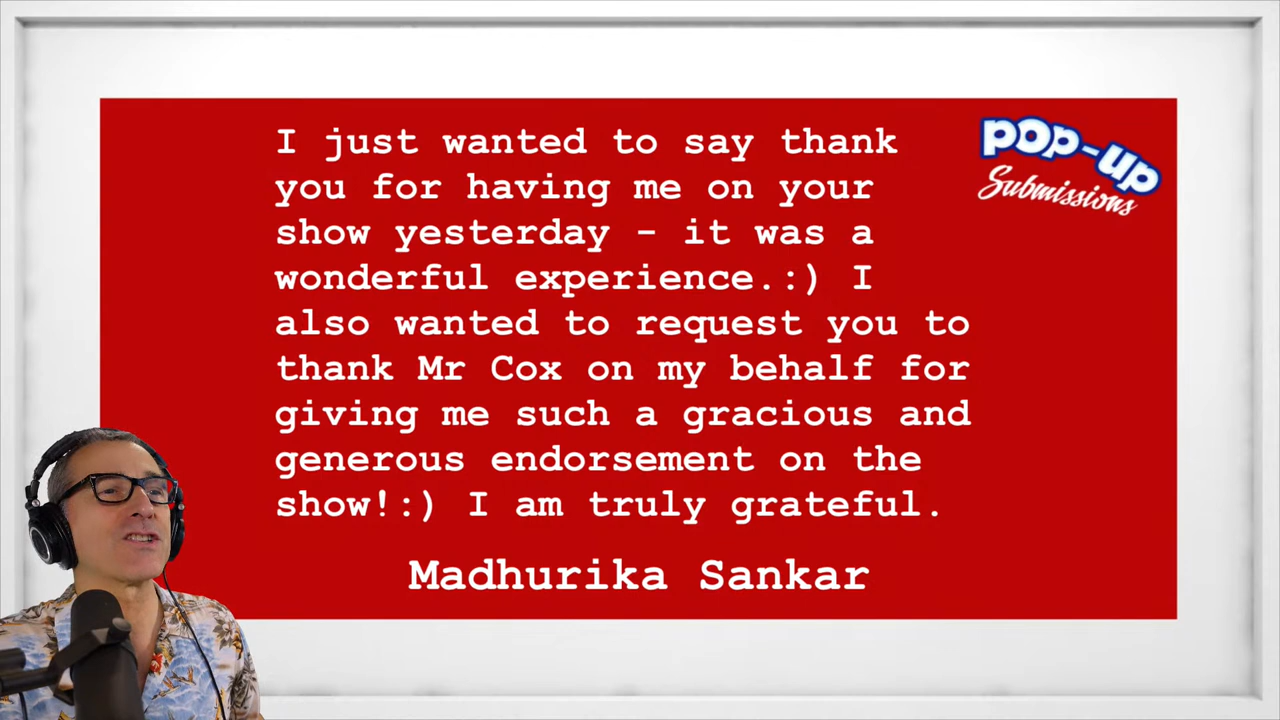 I just wanted to say thank
you for having me on your
show yesterday - it was a
wonderful experience.:) I
also wanted to request you to
thank Mr Cox on my behalf for
giving me such a gracious and
generous endorsement on the
show!:) I am truly grateful.
Madhurika Sankar
pOp-up
Submissions